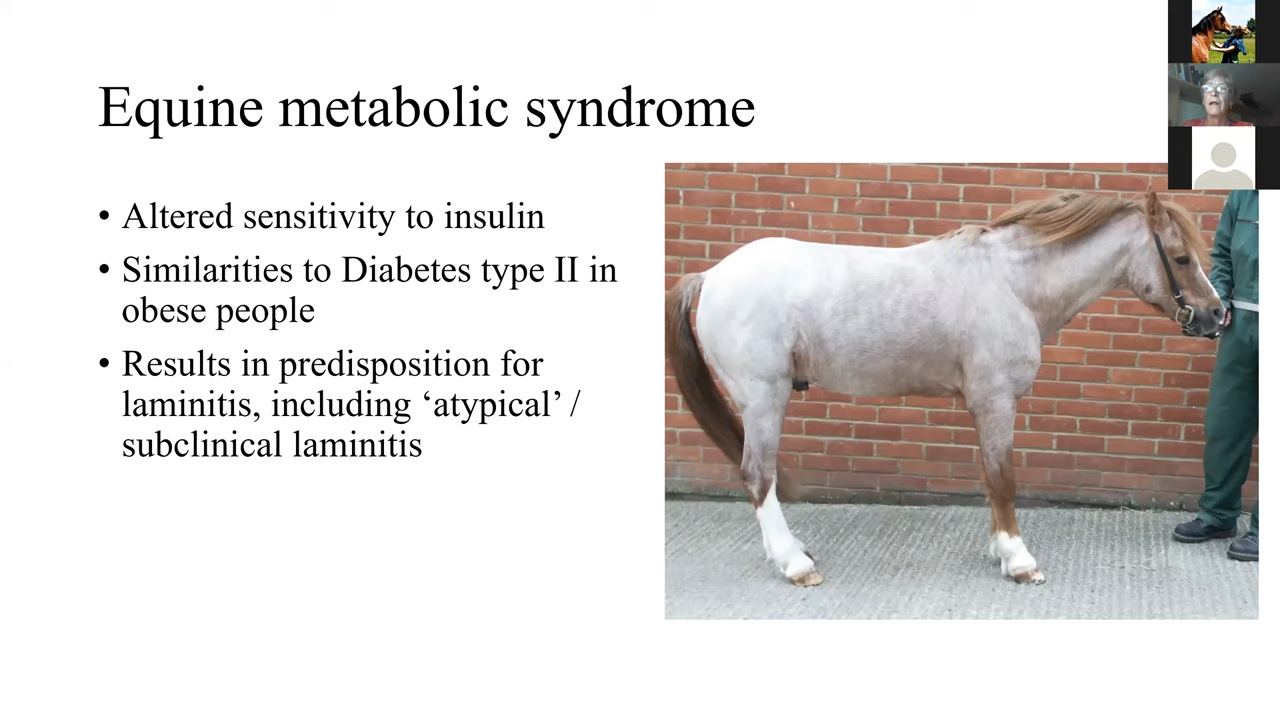 Equine metabolic syndrome
• Altered sensitivity to insulin
• Similarities to Diabetes type II in
obese people
• Results in predisposition for
laminitis, including ‘atypical’ /
subclinical laminitis